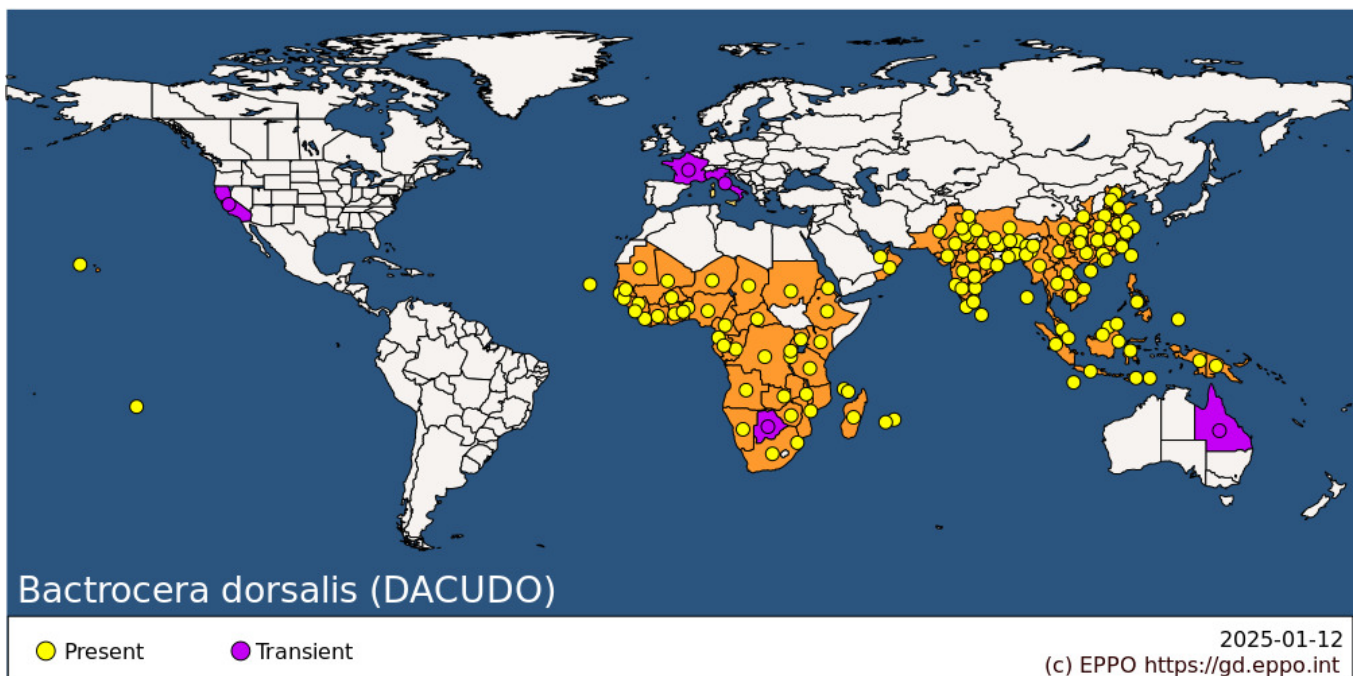 Bactrocera dorsalis (DACUDO)
Present
Transient
2025-01-12
(c) EPPO https://gd.eppo.int